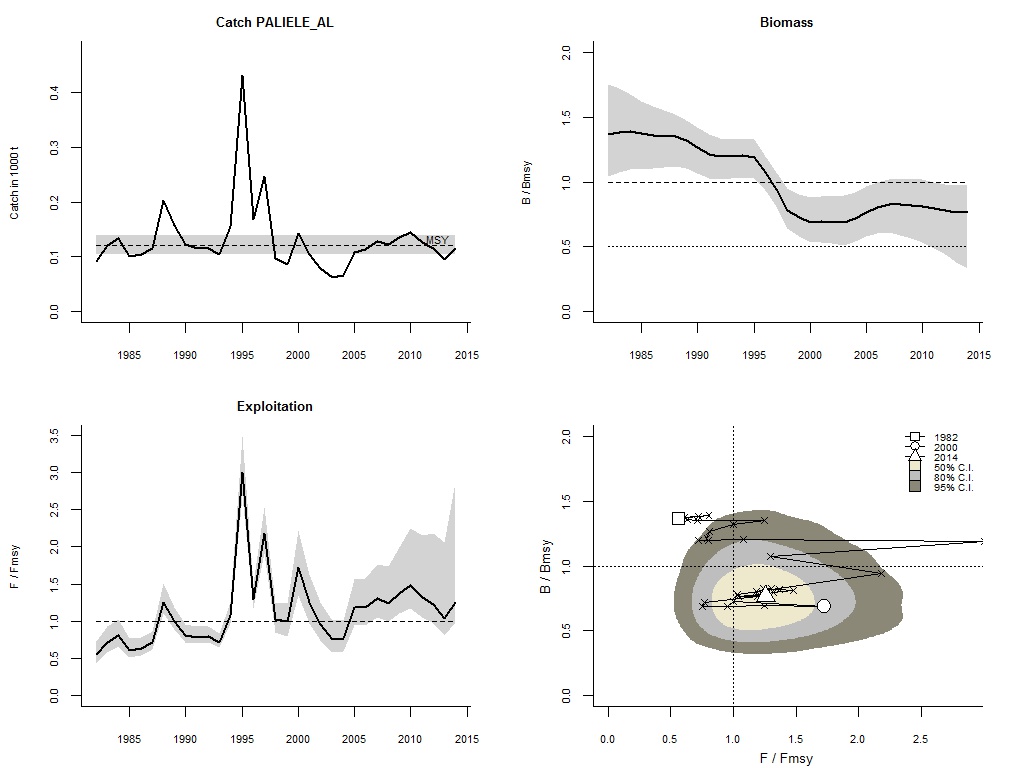 Catch PALIELE_AL
Catch in 1000 t
0.0 0.1 0.2 0.3 0.4
MSY
1985 1990 1995 2000 2005 2010 2015
Biomass
B / Bmsy
0.0 0.5 1.0 1.5 2.0
1985 1990 1995 2000 2005 2010 2015
Exploitation
F / Fmsy
0.0 0.5 1.0 1.5 2.0 2.5 3.0 3.5
1985 1990 1995 2000 2005 2010 2015
B / Bmsy
0.0 0.5 1.0 1.5 2.0
1982
2000
2014
50% C.I.
80% C.I.
95% C.I.
0.0 0.5 1.0 1.5 2.0 2.5
F / Fmsy